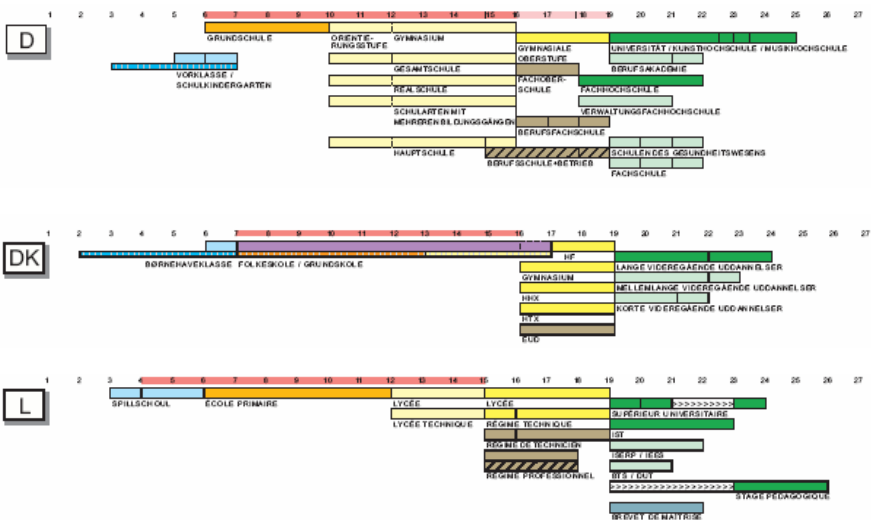 1 2 3 4 5 6 7 8 9 10 11 12 13 14 15 16 17 18 19 20 21 22 23 24 25 26 27
D
GRUNDSCHULE
ORIENTIE-
RUNGSSTUFE
GYMNASIUM
GYMNASIALE
OBERSTUFE
UNIVERSITÄT / KUNSTHOCHSCHULE / MUSIKHOCHSCHULE
VORKLASSE /
SCHULKINDERGARTEN
GESAMTSCHULE
BERUFSAKADEMIE
REALSCHULE
FACHOBER-
SCHULE
FACHHOCHSCHULE
SCHULARTEN MIT
MEHREREN BILDUNGSGÄNGEN
VERWALTUNGSFACHHOCHSCHULE
BERUFSFACHSCHULE
HAUPTSCHULE
BERUFSSCHULE+BETRIEB
SCHULEN DES GESUNDHEITSWESENS
FACHSCHULE
1 2 3 4 5 6 7 8 9 10 11 12 13 14 15 16 17 18 19 20 21 22 23 24 25 26 27
DK
BØRNEHAVEKLASSE
FOLKESKOLE / GRUNDSKOLE
HF
LANGE VIDEREGÅENDE UDDANNELSER
GYMNASIUM
MELLEMLANGE VIDEREGÅENDE UDDANNELSER
HHX
KORTE VIDEREGÅENDE UDDANNELSER
HTX
EUD
1 2 3 4 5 6 7 8 9 10 11 12 13 14 15 16 17 18 19 20 21 22 23 24 25 26 27
L
SPILLSCHOUL
ÉCOLE PRIMAIRE
LYCÉE
LYCÉE
SUPÉRIEUR UNIVERSITAIRE
LYCÉE TECHNIQUE
RÉGIME TECHNIQUE
IST
RÉGIME DE TECHNICIEN
ISERP / IEES
RÉGIME PROFESSIONNEL
BTS / DUT
STAGE PÉDAGOGIQUE
BREVET DE MAÎTRISE